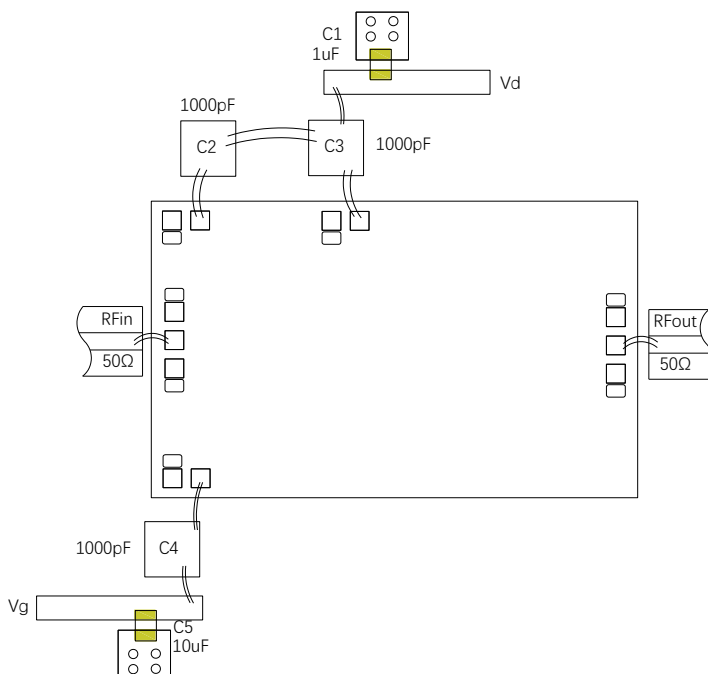 C1
1uF
Vd
1000pF
C2
C3
1000pF
RFin
50Ω
RFout
50Ω
1000pF
C4
Vg
C5
10uF